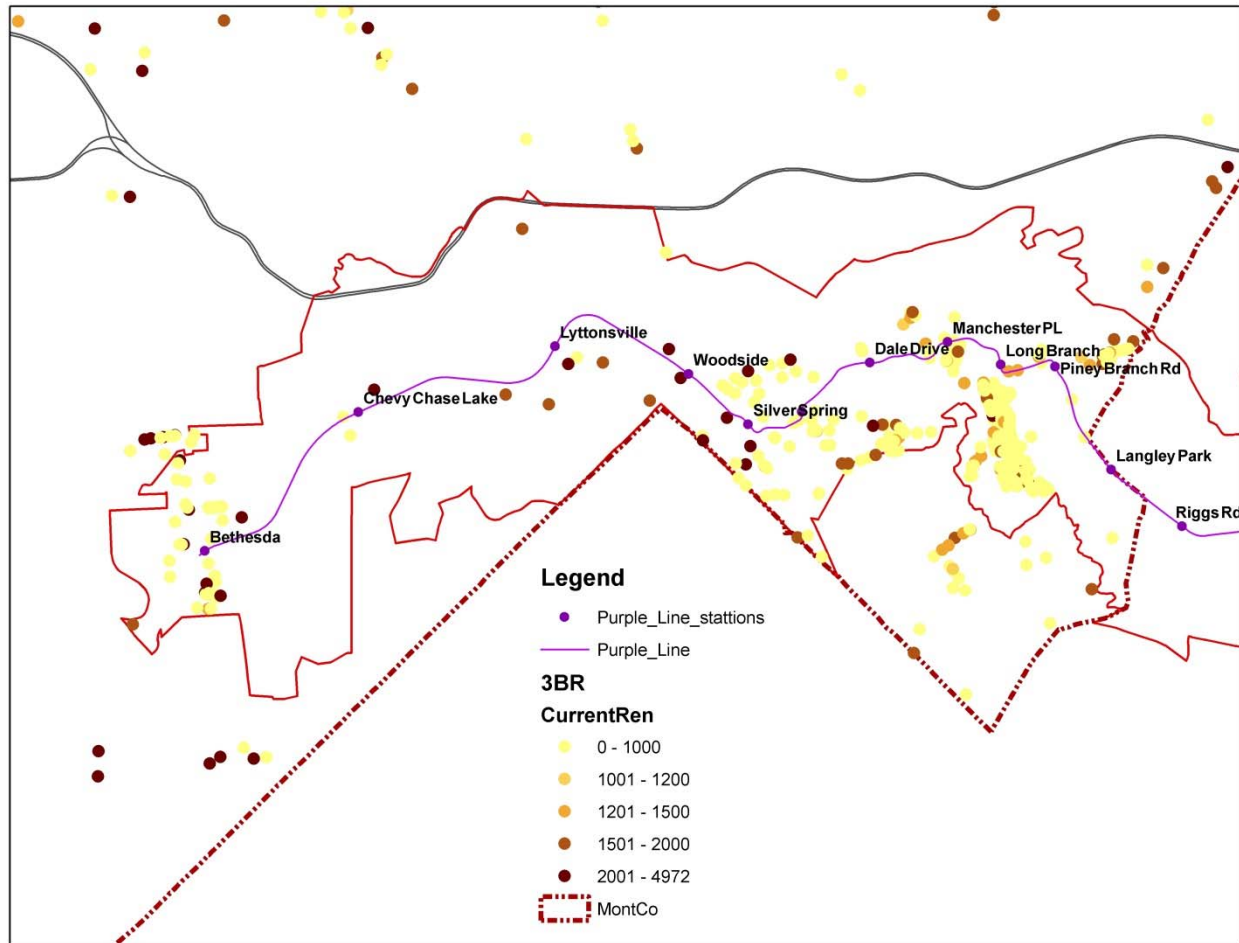 Manchester PL
Lyttonsville
Dale Drive
Long Branch
Woodside
Piney Branch Rd
Chevy Chase Lake
Silver Spring
Langley Park
Riggs Rd
Bethesda
Legend
Purple_Line_stattions
Purple_Line
3BR
CurrentRen
0 - 1000
1001 - 1200
1201 - 1500
1501 - 2000
2001 - 4972
MontCo